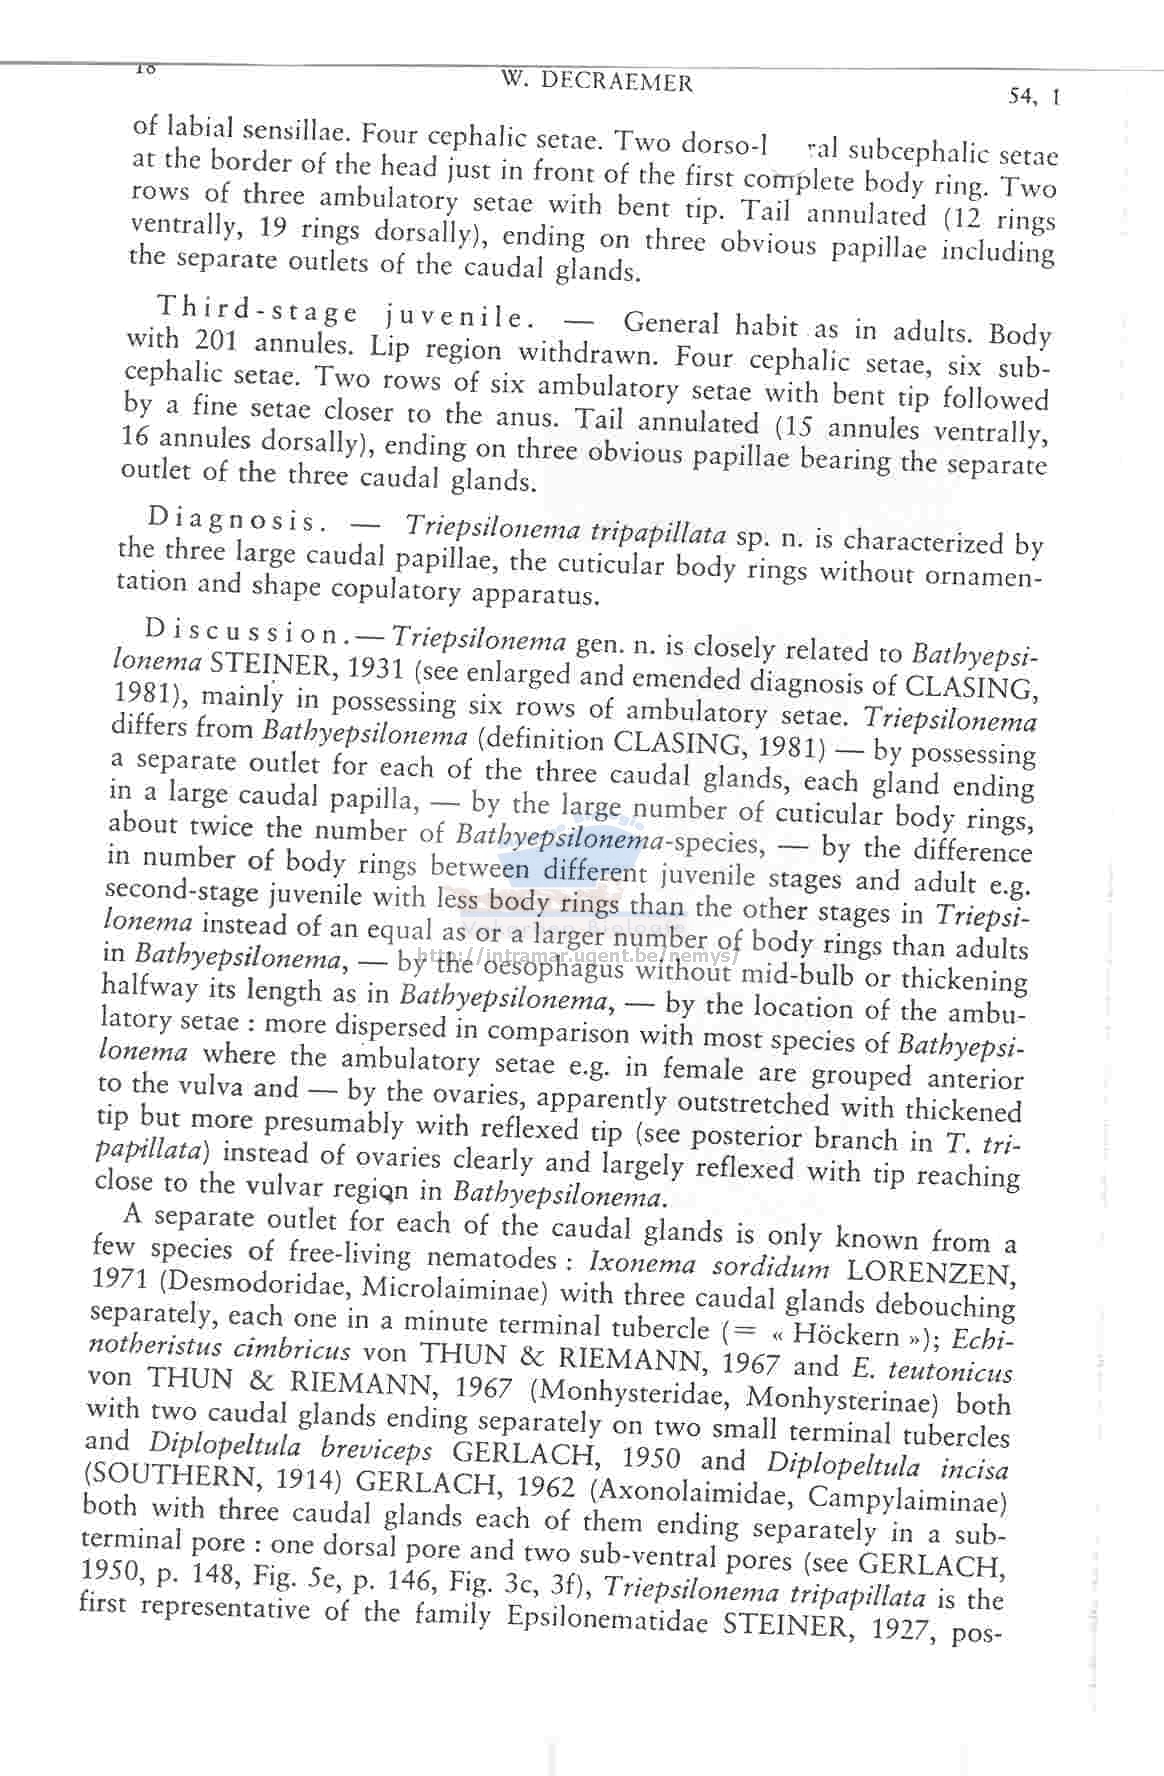 18
W. DECRAEMER
54, 1
of labial sensillae. Four cephalic setae. Two dorso-l ral subcephalic setae
at the border of the head just in front of the first complete body ring. Two
rows of three ambulatory setae with bent tip. Tail annulated (12 rings
ventrally, 19 rings dorsally), ending on three obvious papillae including
the separate outlets of the caudal glands.
Third-stage juvenile. — General habit as in adults. Body
with 201 annules. Lip region withdrawn. Four cephalic setae, six sub-
cephalic setae. Two rows of six ambulatory setae with bent tip followed
by a fine setae closer to the anus. Tail annulated (15 annules ventrally,
16 annules dorsally), ending on three obvious papillae bearing the separate
outlet of the three caudal glands.
Diagnosis. — Triepsilonema tripapillata sp. n. is characterized by
the three large caudal papillae, the cuticular body rings without ornamen-
tation and shape copulatory apparatus.
Discussion. — Triepsilonema gen. n. is closely related to Bathyepsi-
lonema STEINER, 1931 (see enlarged and emended diagnosis of CLASING,
1981), mainly in possessing six rows of ambulatory setae. Triepsilonema
differs from Bathyepsilonema (definition CLASING, 1981) — by possessing
a separate outlet for each of the three caudal glands, each gland ending
in a large caudal papilla, — by the large number of cuticular body rings,
about twice the number of Bathyepsilonema-species, — by the difference
in number of body rings between different juvenile stages and adult e.g.
second-stage juvenile with less body rings than the other stages in Triepsi-
lonema instead of an equal as or a larger number of body rings than adults
in Bathyepsilonema, — by the oesophagus without mid-bulb or thickening
http://intramar.ugent.be/nemys/
halfway its length as in Bathyepsilonema, — by the location of the ambu-
latory setae : more dispersed in comparison with most species of Bathyepsi-
lonema where the ambulatory setae e.g. in female are grouped anterior
to the vulva and — by the ovaries, apparently outstretched with thickened
tip but more presumably with reflexed tip (see posterior branch in T. tri-
papillata) instead of ovaries clearly and largely reflexed with tip reaching
close to the vulvar region in Bathyepsilonema.
A separate outlet for each of the caudal glands is only known from a
few species of free-living nematodes : Ixonema sordidum LORENZEN,
1971 (Desmodoridae, Microlaiminae) with three caudal glands debouching
separately, each one in a minute terminal tubercle (= « Höckern »); Echi-
notheristus cimbricus von THUN & RIEMANN, 1967 and E. teutonicus
von THUN & RIEMANN, 1967 (Monhysteridae, Monhysterinae) both
with two caudal glands ending separately on two small terminal tubercles
and Diplopeltula breviceps GERLACH, 1950 and Diplopeltula incisa
(SOUTHERN, 1914) GERLACH, 1962 (Axonolaimidae, Campylaiminae)
both with three caudal glands each of them ending separately in a sub-
terminal pore : one dorsal pore and two sub-ventral pores (see GERLACH,
1950, p. 148, Fig. 5e, p. 146, Fig. 3c, 3f), Triepsilonema tripapillata is the
first representative of the family Epsilonematidae STEINER, 1927, pos-